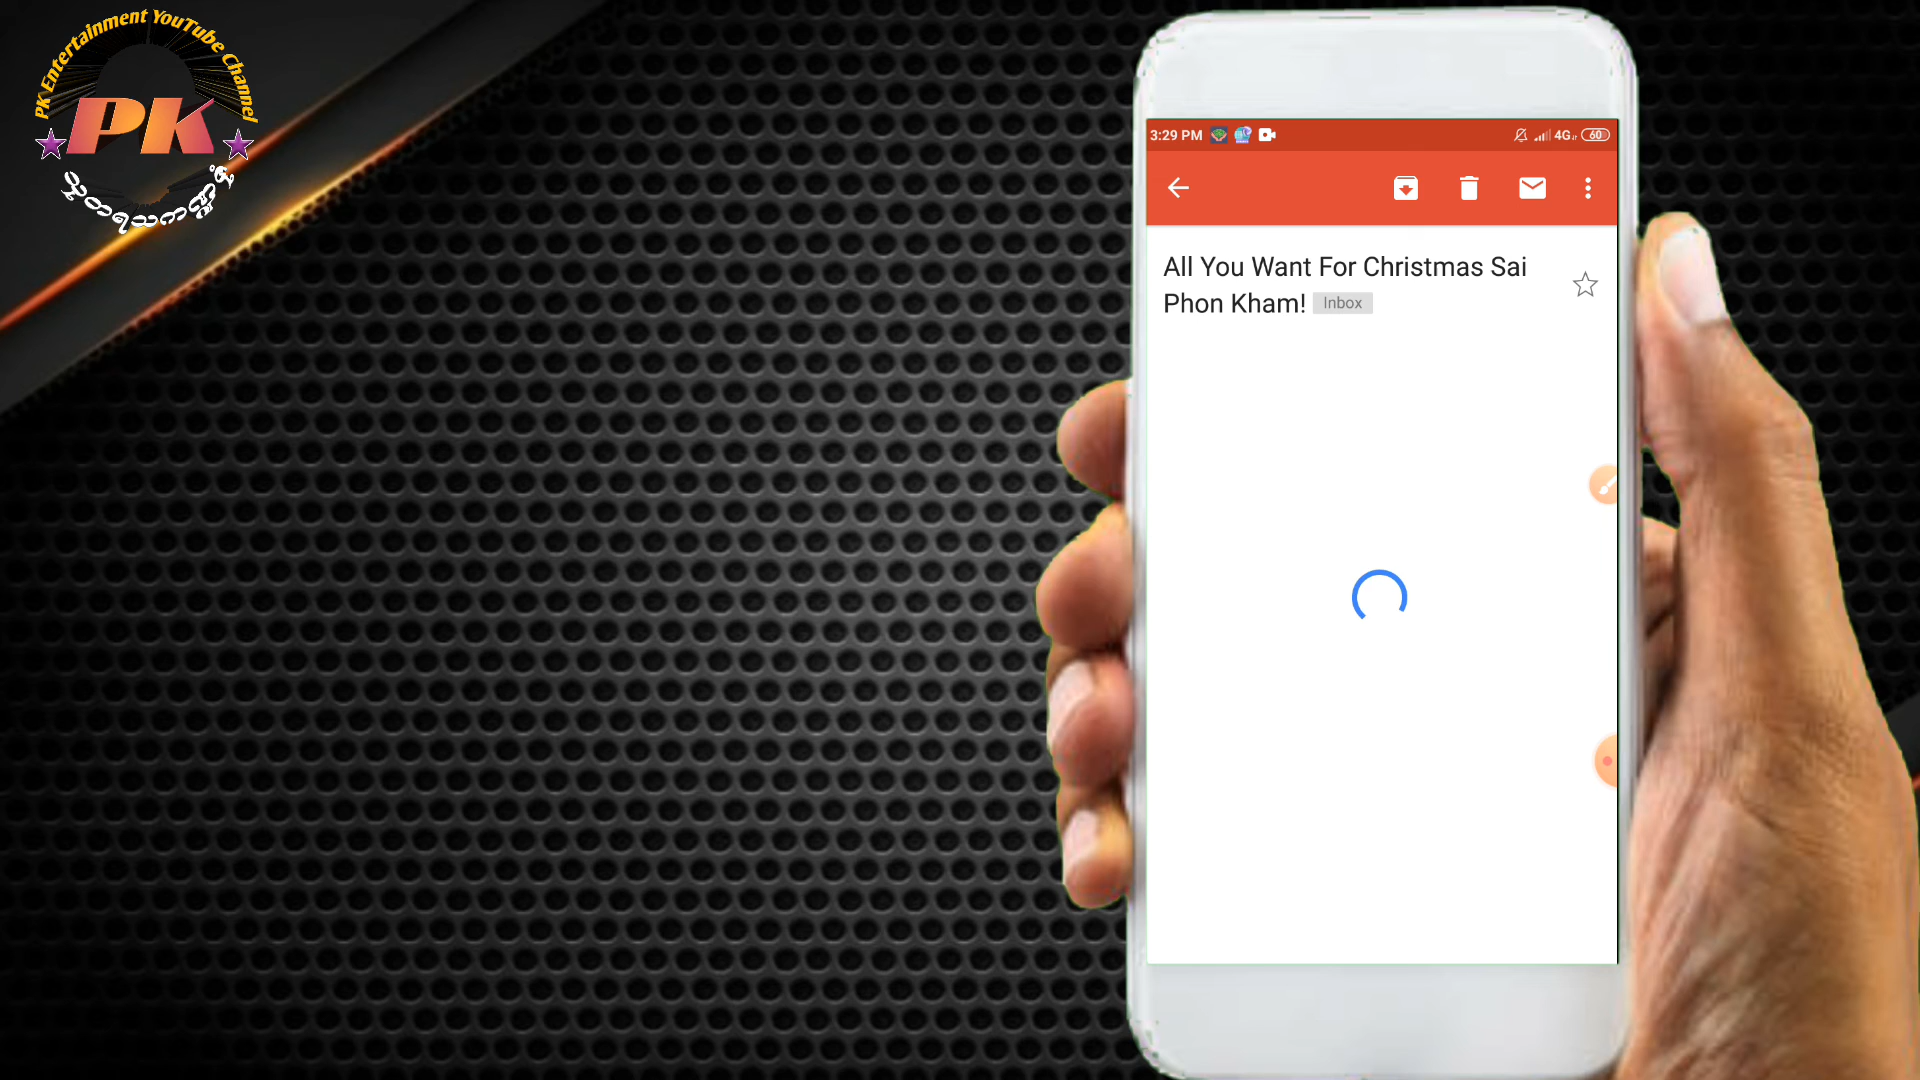 PK Entertainment YouTube Channel
PK
3:29 PM
4G
60
All You Want For Christmas Sai
Phon Kham!
Inbox